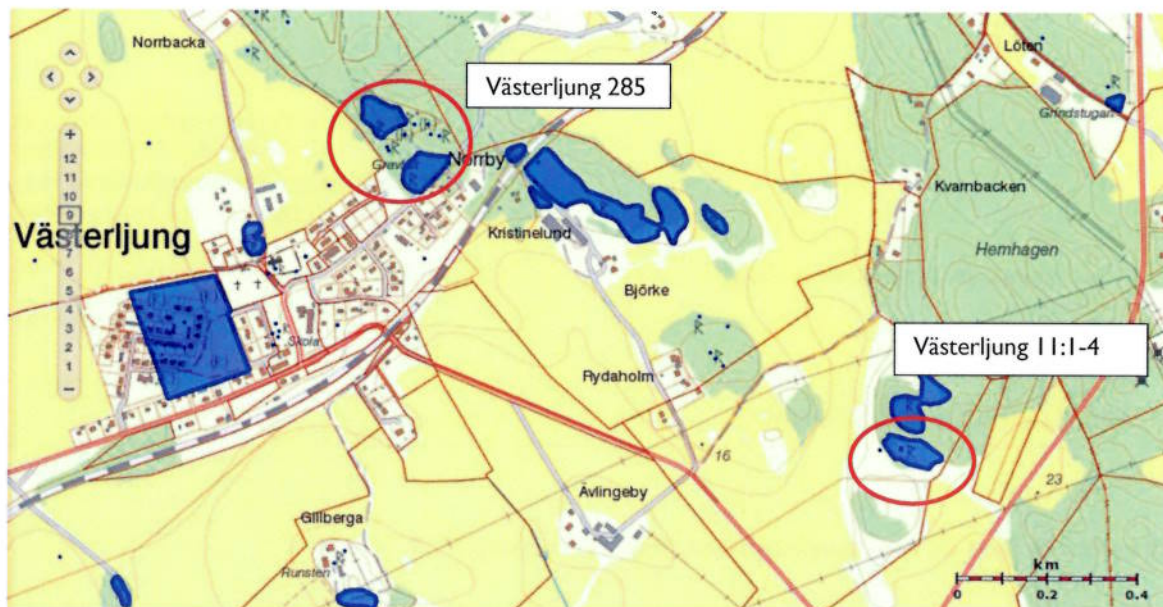 Norrbacka
Västerljung 285
Löten
Grindstugan
Norrby
Kvarnbacken
12
11
10
9
7
6
5
4
3
2
1
Västerljung
Kristinelund
Hemhagen
Björke
Skola
Västerljung 11:1-4
Rydaholm
16
Ävlingeby
23
Gillberga
Runsten
km
0 0.2 0.4